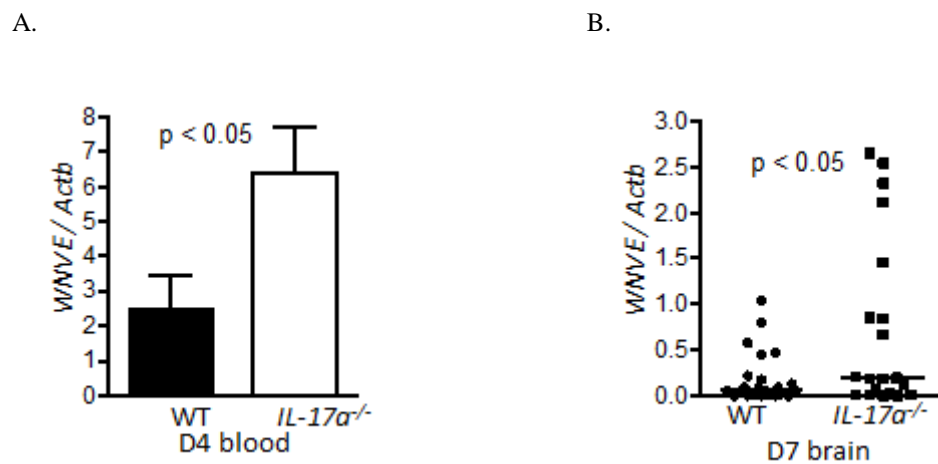 A.
B.
8
7
6
5
4
3
2
1
0
WNVE/ Actb
p < 0.05
WT IL-17a-/-
D4 blood
3.0
2.5
2.0
1.5
1.0
0.5
0.0
WNVE/ Actb
p < 0.05
WT IL-17a-/-
D7 brain